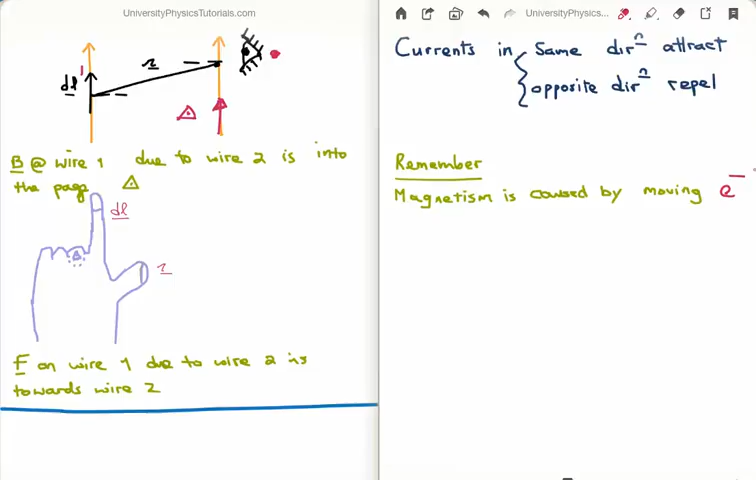 UniversityPhysicsTutorials.com
1
dl
r
B @ wire 1 due to wire 2 is into
the page
dl
r
F on wire 1 due to wire 2 is
towards wire 2
UniversityPhysics...
Currents in same dirⁿ attract
opposite dirⁿ repel
Remember
Magnetism is caused by moving e⁻